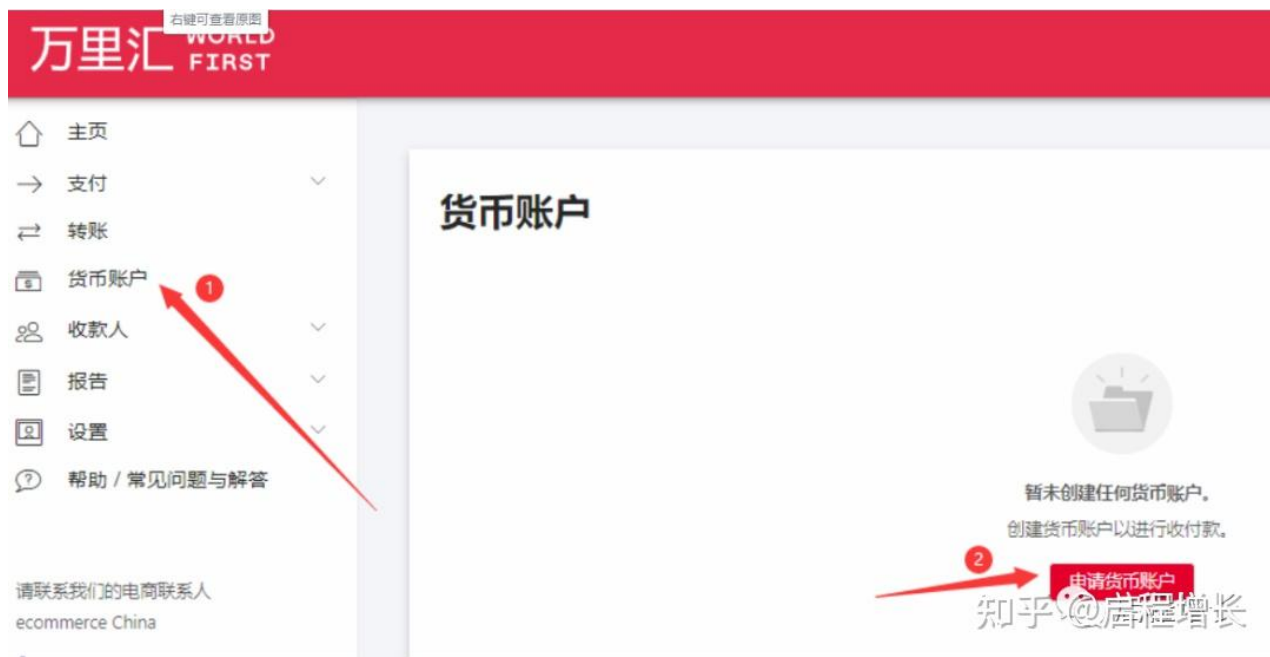 右键可查看原图
万里汇 WORLD
FIRST
主页
支付
转账
货币账户
1
收款人
报告
设置
帮助 / 常见问题与解答
请联系我们的电商联系人
ecommerce China
货币账户
暂未创建任何货币账户。
创建货币账户以进行收付款。
2
申请货币账户
知乎 @启程增长